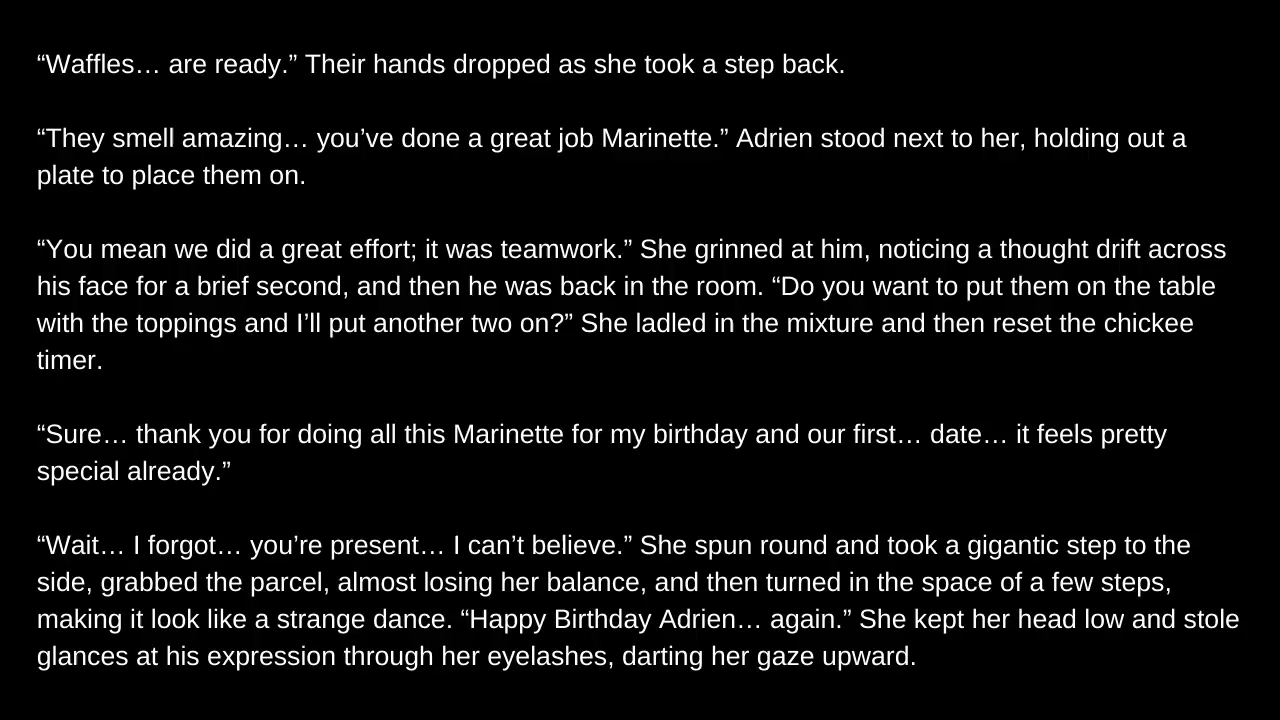 “Waffles… are ready.” Their hands dropped as she took a step back.
“They smell amazing… you’ve done a great job Marinette.” Adrien stood next to her, holding out a
plate to place them on.
“You mean we did a great effort; it was teamwork.” She grinned at him, noticing a thought drift across
his face for a brief second, and then he was back in the room. “Do you want to put them on the table
with the toppings and I’ll put another two on?” She ladled in the mixture and then reset the chickee
timer.
“Sure… thank you for doing all this Marinette for my birthday and our first… date… it feels pretty
special already.”
“Wait… I forgot… you’re present… I can’t believe.” She spun round and took a gigantic step to the
side, grabbed the parcel, almost losing her balance, and then turned in the space of a few steps,
making it look like a strange dance. “Happy Birthday Adrien… again.” She kept her head low and stole
glances at his expression through her eyelashes, darting her gaze upward.